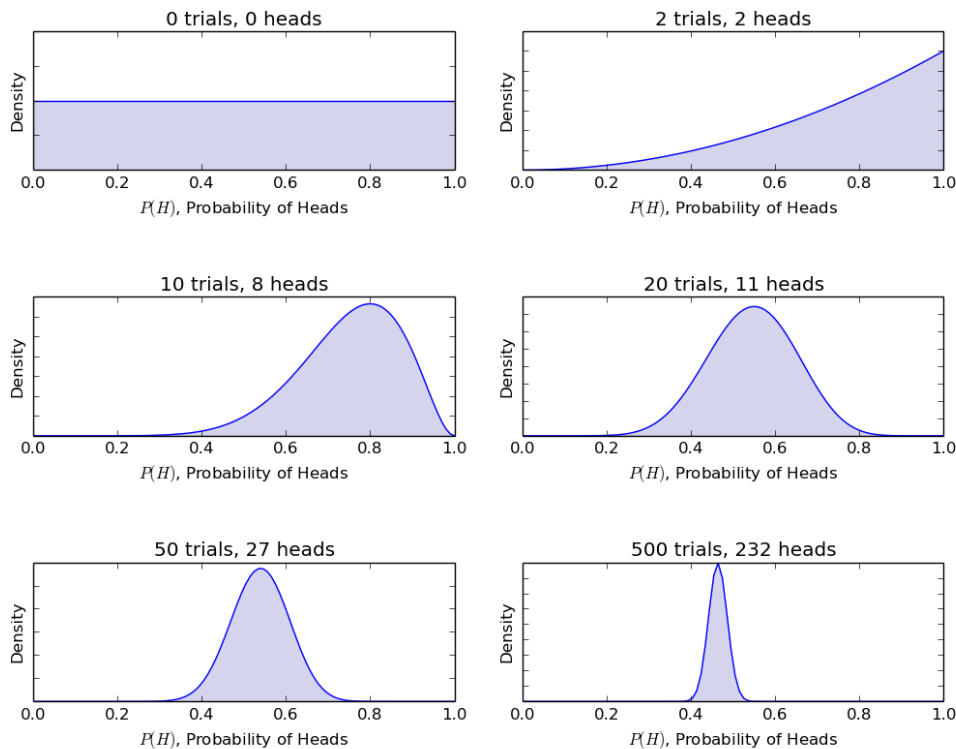 0 trials, 0 heads
Density
0.0 0.2 0.4 0.6 0.8 1.0
P(H), Probability of Heads
2 trials, 2 heads
Density
0.0 0.2 0.4 0.6 0.8 1.0
P(H), Probability of Heads
10 trials, 8 heads
Density
0.0 0.2 0.4 0.6 0.8 1.0
P(H), Probability of Heads
20 trials, 11 heads
Density
0.0 0.2 0.4 0.6 0.8 1.0
P(H), Probability of Heads
50 trials, 27 heads
Density
0.0 0.2 0.4 0.6 0.8 1.0
P(H), Probability of Heads
500 trials, 232 heads
Density
0.0 0.2 0.4 0.6 0.8 1.0
P(H), Probability of Heads